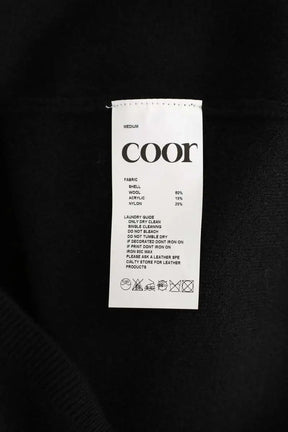 MEDIUM
coor
FABRIC
SHELL
WOOL 60%
ACRYLIC 15%
NYLON 25%
LAUNDRY GUIDE
ONLY DRY CLEAN
SINGLE CLEANING
DO NOT BLEACH
DO NOT TUMBLE DRY
IF DECORATED DONT IRON ON
IF PRINT DONT IRON ON
IRON 80C MAX
PLEASE ASK A LEATHER SPE
CIALTY STORE FOR LEATHER
PRODUCTS